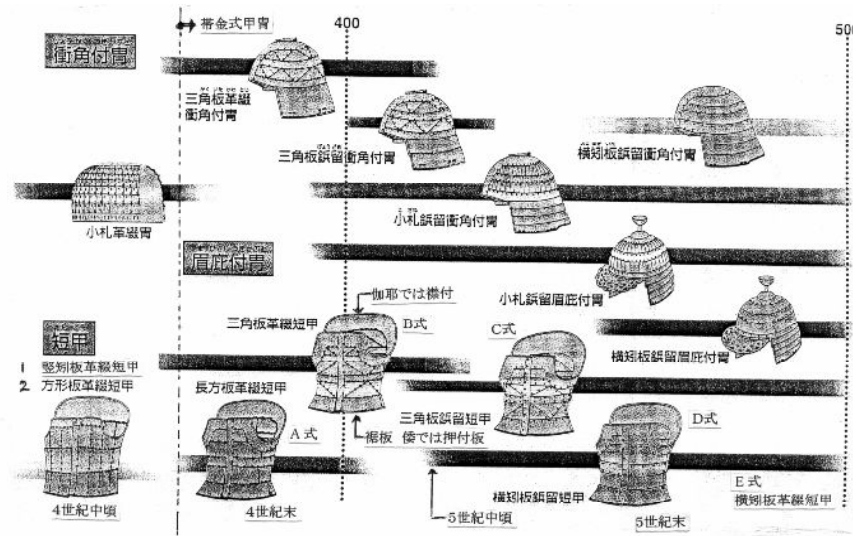 帯金式甲冑
400
500
衝角付冑
三角板革綴
衝角付冑
三角板鋲留衝角付冑
横矧板鋲留衝角付冑
小札革綴冑
小札鋲留衝角付冑
眉庇付冑
小札鋲留眉庇付冑
伽耶では襟付
三角板革綴短甲
B式
C式
横矧板鋲留眉庇付冑
短甲
1 竪矧板革綴短甲
2 方形板革綴短甲
長方板革綴短甲
A式
三角板鋲留短甲
裾板 倭では押付板
D式
E式
横矧板革綴短甲
横矧板鋲留短甲
4世紀中頃
4世紀末
5世紀中頃
5世紀末